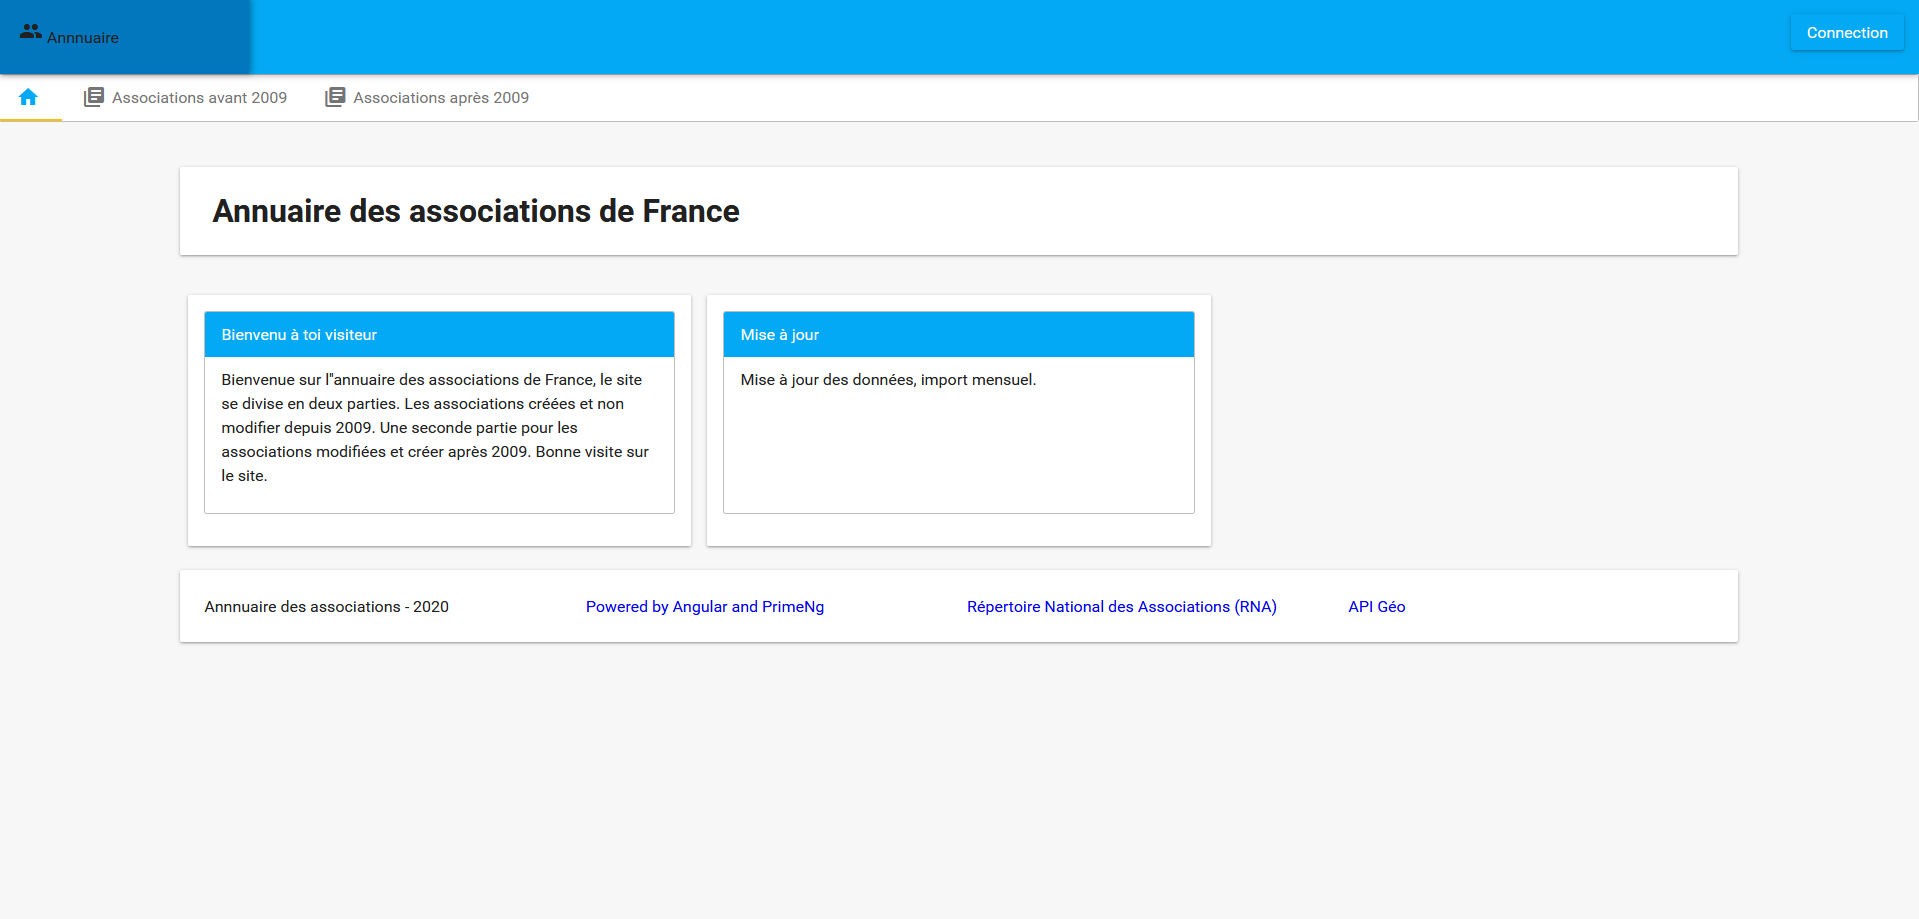 Annnuaire
Connection
Associations avant 2009
Associations après 2009
Annuaire des associations de France
Bienvenu à toi visiteur
Bienvenue sur l"annuaire des associations de France, le site
se divise en deux parties. Les associations créées et non
modifier depuis 2009. Une seconde partie pour les
associations modifiées et créer après 2009. Bonne visite sur
le site.
Mise à jour
Mise à jour des données, import mensuel.
Annnuaire des associations - 2020
Powered by Angular and PrimeNg
Répertoire National des Associations (RNA)
API Géo